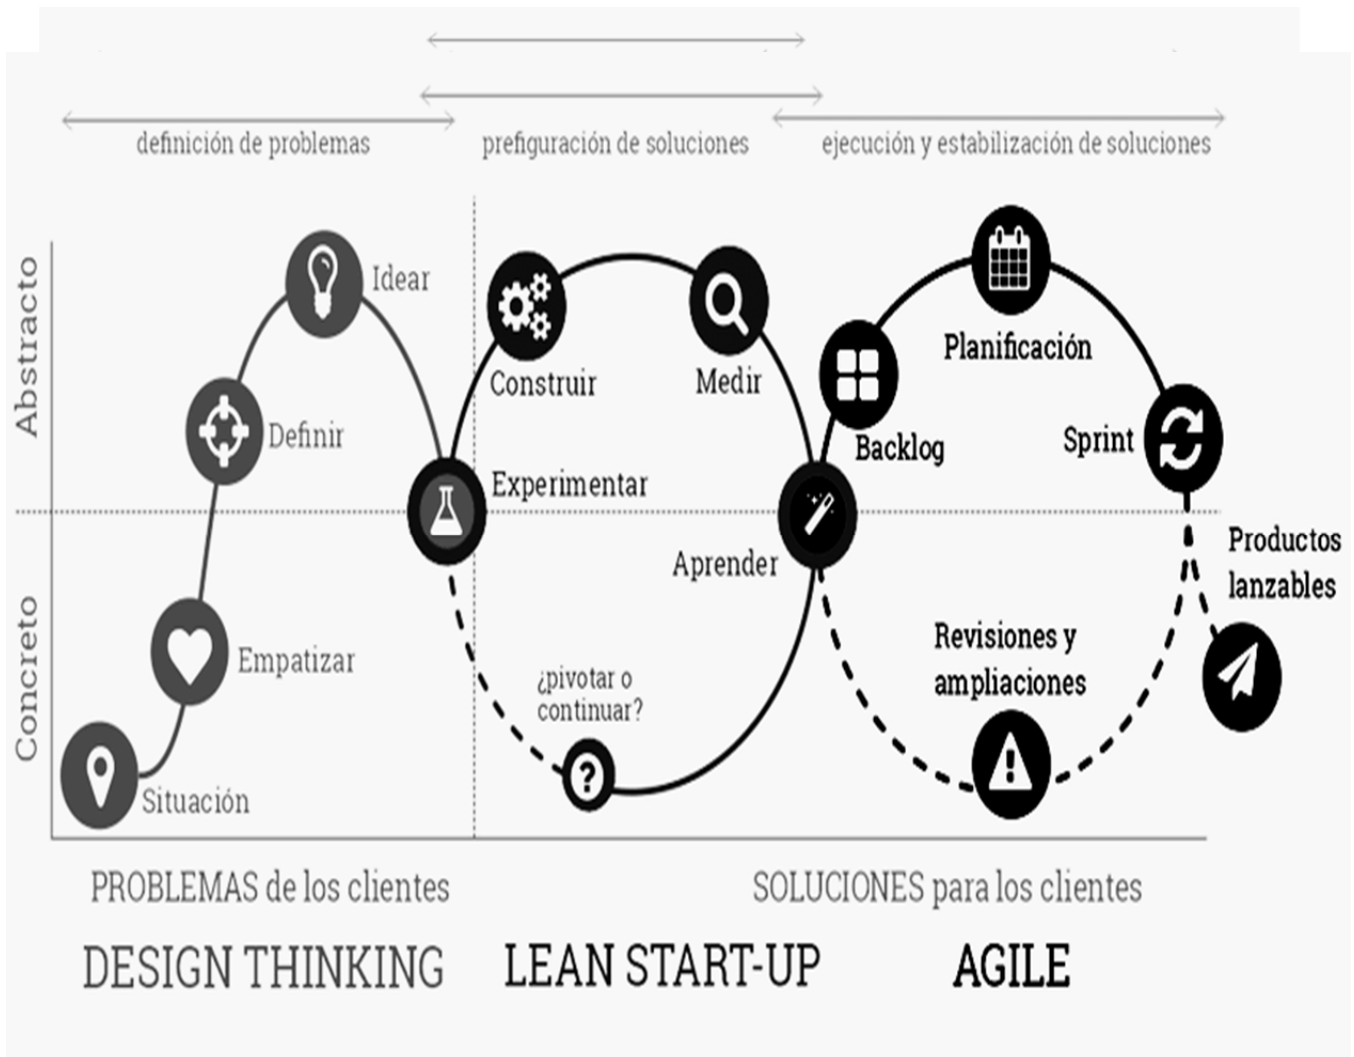 definición de problemas
prefiguración de soluciones
ejecución y estabilización de soluciones
Abstracto
Concreto
Idear
Definir
Empatizar
Situación
Construir
Medir
Experimentar
Aprender
¿pivotar o
continuar?
?
Planificación
Backlog
Sprint
Revisiones y
ampliaciones
!
Productos
lanzables
PROBLEMAS de los clientes
SOLUCIONES para los clientes
DESIGN THINKING
LEAN START-UP
AGILE